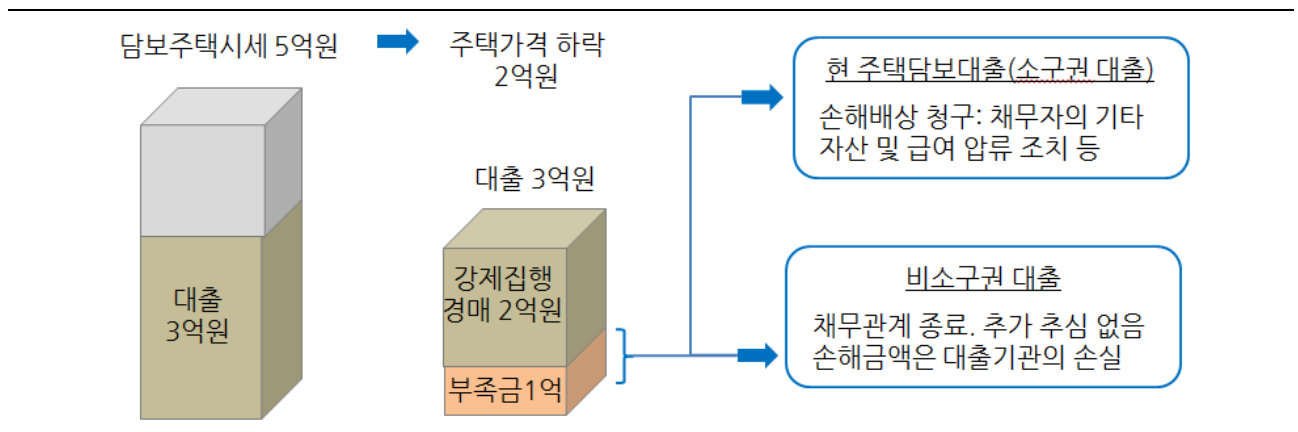 담보주택시세 5억원
주택가격 하락
2억원
대출
3억원
대출 3억원
강제집행
경매 2억원
부족금1억
현 주택담보대출(소구권 대출)
손해배상 청구: 채무자의 기타
자산 및 급여 압류 조치 등
비소구권 대출
채무관계 종료. 추가 추심 없음
손해금액은 대출기관의 손실